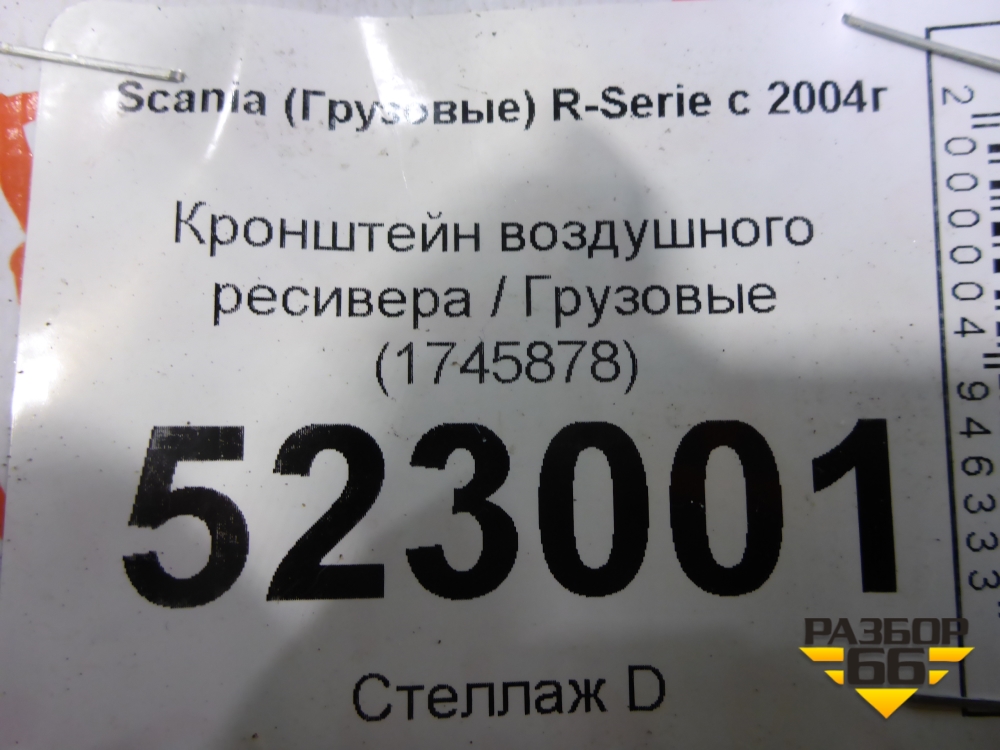 Scania (Грузовые) R-Serie с 2004г
Кронштейн воздушного
ресивера / Грузовые
(1745878)
523001
Стеллаж D
2000004946333
РАЗБОР
66